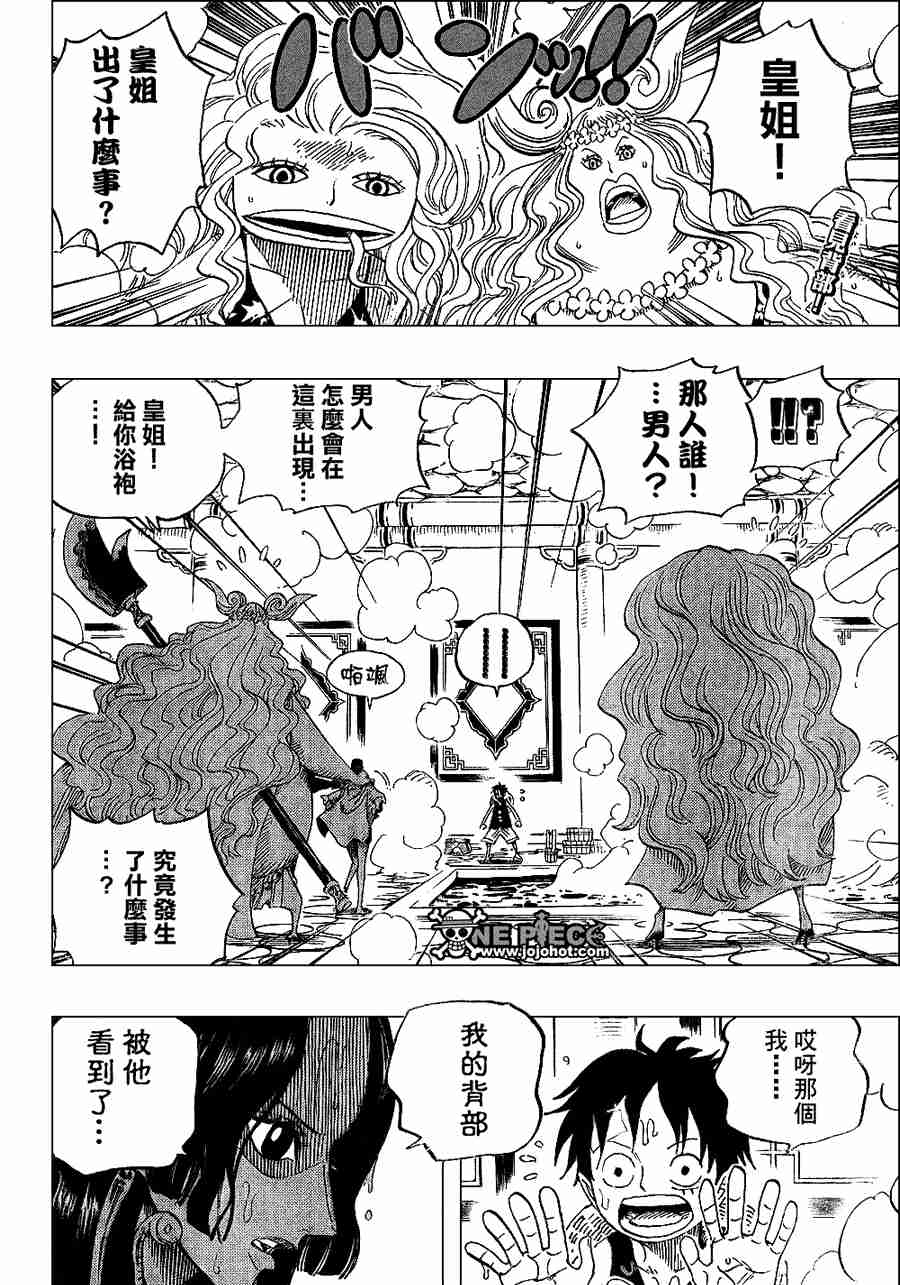 バンッ!!
皇姐！
皇姐
出了什麼事？
!!!?
那人誰！
…男人？
男人
怎麼會在
這裏出現…
皇姐！
給你浴袍
……！
啪颯
究竟發生
了什麼事
…？
ONE PIECE
www.jojohot.com
哎呀那個
我……
我的背部
被他
看到了…